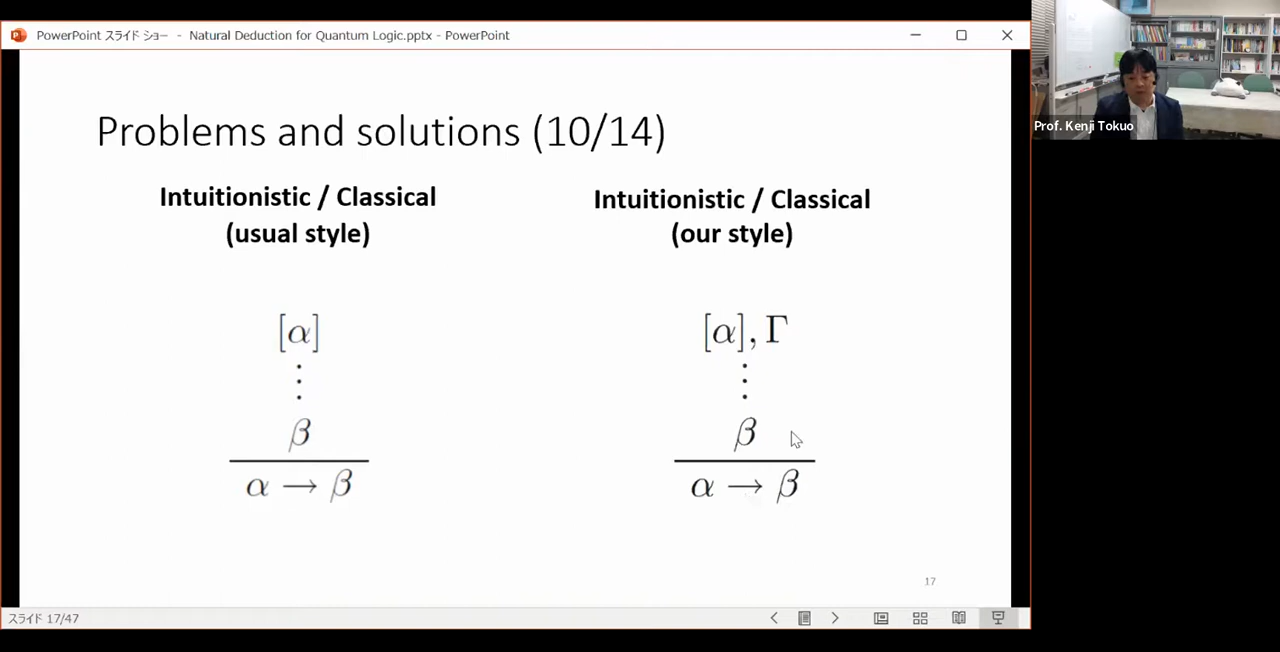 PowerPoint スライド ショー - Natural Deduction for Quantum Logic.pptx - PowerPoint
Prof. Kenji Tokuo
Problems and solutions (10/14)
Intuitionistic / Classical
(usual style)
[α]
⋮
β
α → β
Intuitionistic / Classical
(our style)
[α], Γ
⋮
β
α → β
17
スライド 17/47